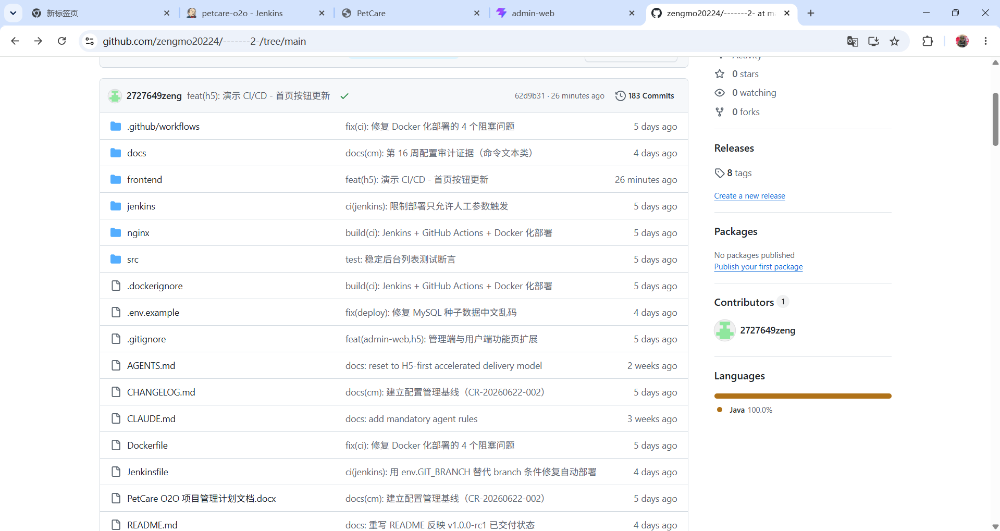 新标签页
petcare-o2o - Jenkins
PetCare
admin-web
zengmo20224/-------2- at m
github.com/zengmo20224/-------2-/tree/main
Activity
0 stars
0 watching
0 forks
2727649zeng feat(h5): 演示 CI/CD - 首页按钮更新
62d9b31 · 26 minutes ago
183 Commits
.github/workflows fix(ci): 修复 Docker 化部署的 4 个阻塞问题 5 days ago
docs docs(cm): 第 16 周配置审计证据（命令文本类） 4 days ago
frontend feat(h5): 演示 CI/CD - 首页按钮更新 26 minutes ago
jenkins ci(jenkins): 限制部署只允许人工参数触发 5 days ago
nginx build(ci): Jenkins + GitHub Actions + Docker 化部署 5 days ago
src test: 稳定后台列表测试断言 5 days ago
.dockerignore build(ci): Jenkins + GitHub Actions + Docker 化部署 5 days ago
.env.example fix(deploy): 修复 MySQL 种子数据中文乱码 4 days ago
.gitignore feat(admin-web,h5): 管理端与用户端功能页扩展 5 days ago
AGENTS.md docs: reset to H5-first accelerated delivery model 2 weeks ago
CHANGELOG.md docs(cm): 建立配置管理基线（CR-20260622-002） 5 days ago
CLAUDE.md docs: add mandatory agent rules 3 weeks ago
Dockerfile fix(ci): 修复 Docker 化部署的 4 个阻塞问题 5 days ago
Jenkinsfile ci(jenkins): 用 env.GIT_BRANCH 替代 branch 条件修复自动部署 4 days ago
PetCare O2O 项目管理计划文档.docx docs(cm): 建立配置管理基线（CR-20260622-002） 5 days ago
README.md docs: 重写 README 反映 v1.0.0-rc1 已交付状态 4 days ago
Releases
8 tags
Create a new release
Packages
No packages published
Publish your first package
Contributors 1
2727649zeng
Languages
Java 100.0%